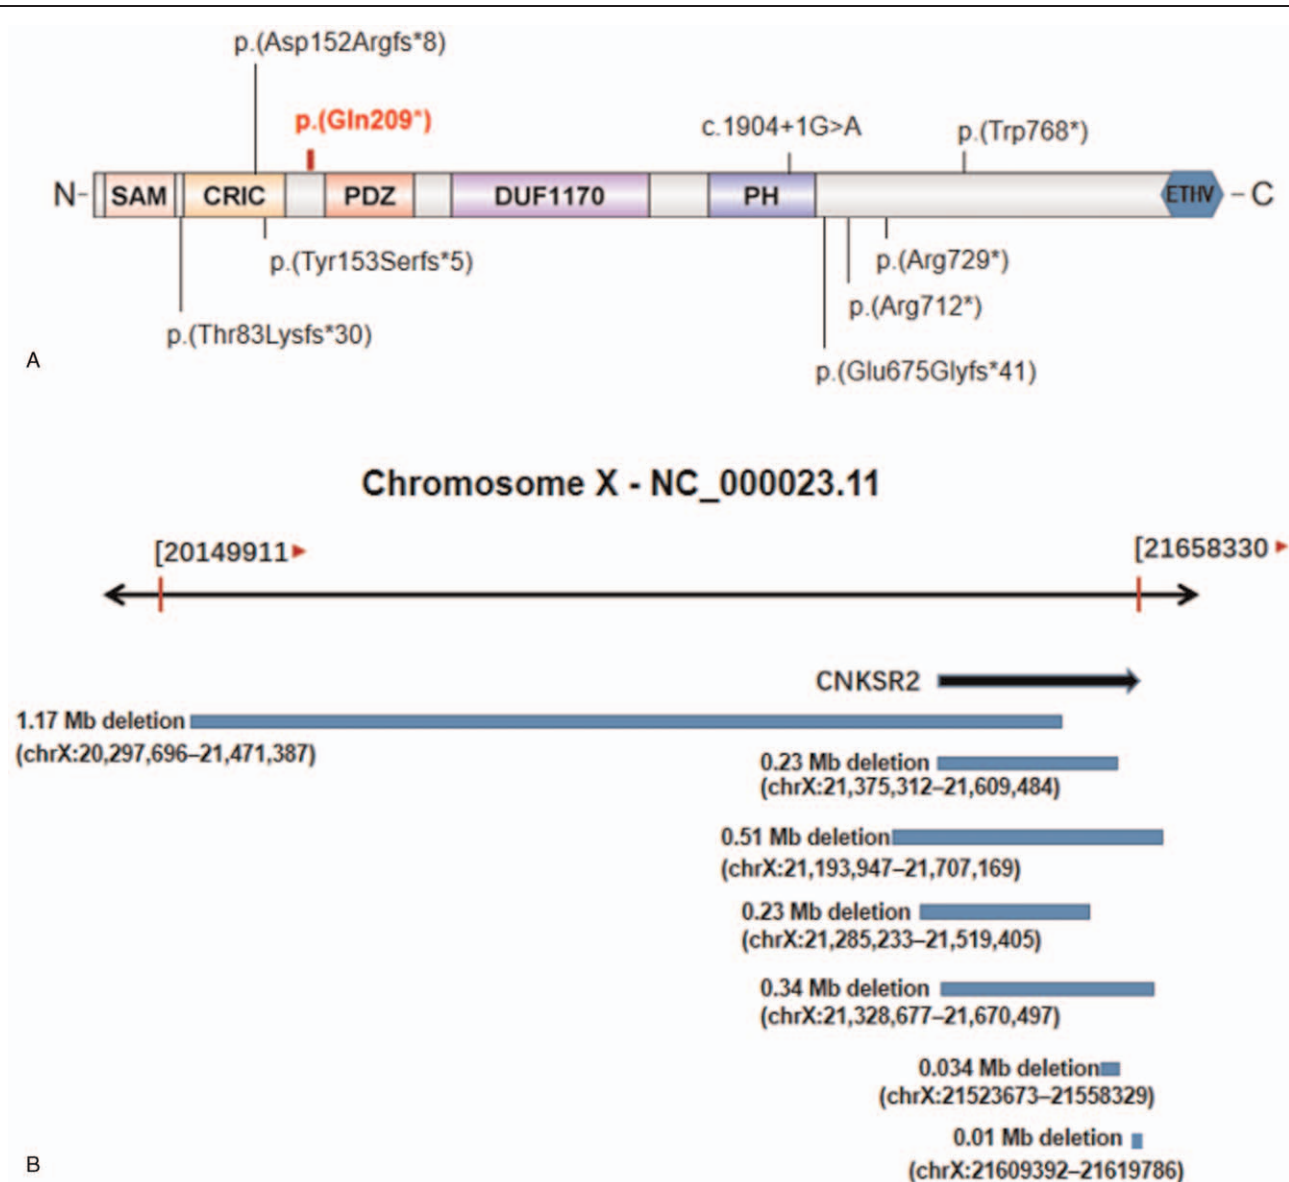 p.(Asp152Argfs*8)
p.(Gln209*)
c.1904+1G>A
p.(Trp768*)
N- SAM CRIC PDZ DUF1170 PH ETHV - C
p.(Tyr153Serfs*5)
p.(Arg729*)
p.(Arg712*)
p.(Thr83Lysfs*30)
A
p.(Glu675Glyfs*41)
Chromosome X - NC_000023.11
[20149911
[21658330
CNKSR2
1.17 Mb deletion
(chrX:20,297,696–21,471,387)
0.23 Mb deletion
(chrX:21,375,312–21,609,484)
0.51 Mb deletion
(chrX:21,193,947–21,707,169)
0.23 Mb deletion
(chrX:21,285,233–21,519,405)
0.34 Mb deletion
(chrX:21,328,677–21,670,497)
0.034 Mb deletion
(chrX:21523673–21558329)
0.01 Mb deletion
(chrX:21609392–21619786)
B